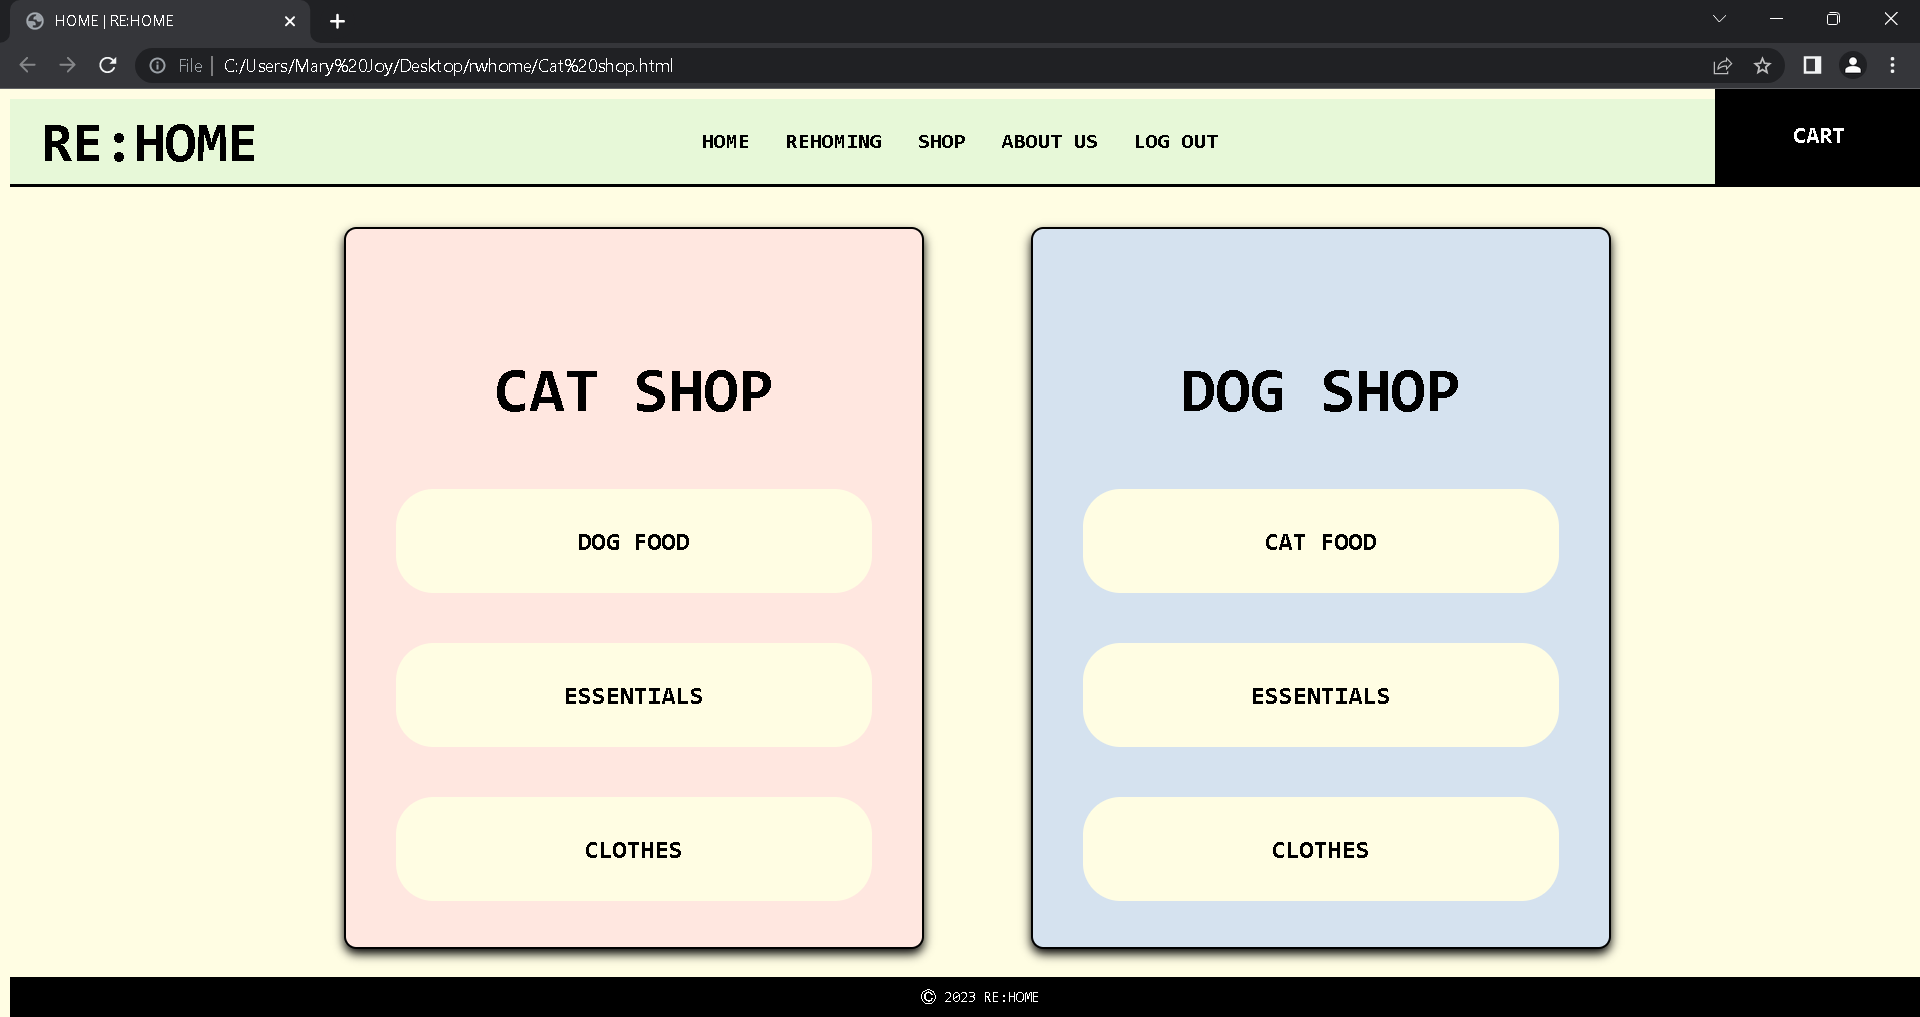 HOME | RE:HOME
File | C:/Users/Mary%20Joy/Desktop/rwhome/Cat%20shop.html
RE:HOME HOME REHOMING SHOP ABOUT US LOG OUT CART
CAT SHOP
DOG FOOD
ESSENTIALS
CLOTHES
DOG SHOP
CAT FOOD
ESSENTIALS
CLOTHES
© 2023 RE:HOME